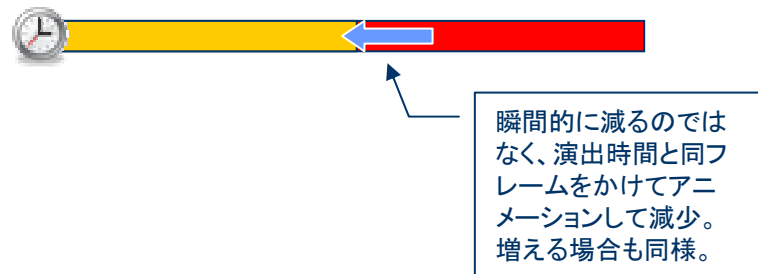 瞬間的に減るのでは
なく、演出時間と同フ
レームをかけてアニ
メーションして減少。
増える場合も同様。